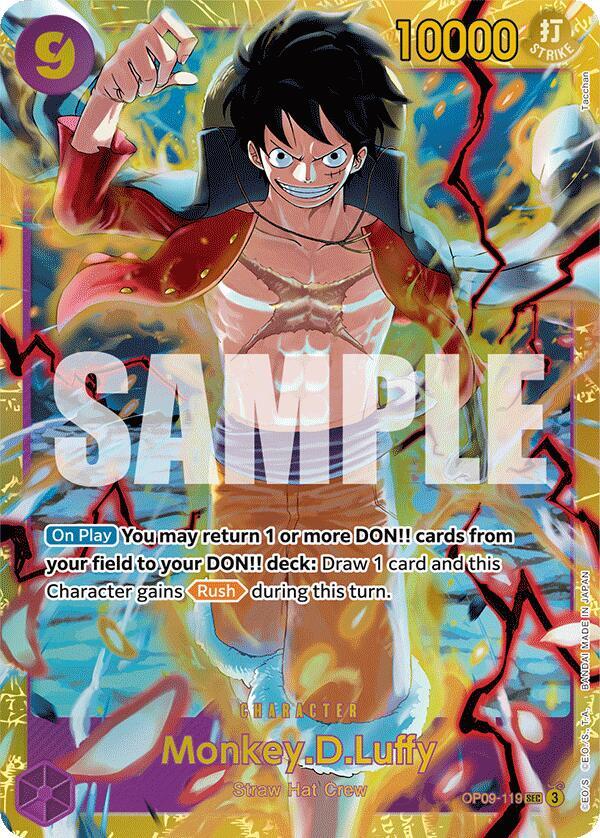 9
10000
打
STRIKE
Tacchan
SAMPLE
On Play You may return 1 or more DON!! cards from
your field to your DON!! deck: Draw 1 card and this
Character gains Rush during this turn.
CHARACTER
Monkey.D.Luffy
Straw Hat Crew
OP09-119 SEC 3
©E.O./S. ©E.O./S., T.A. BANDAI MADE IN JAPAN